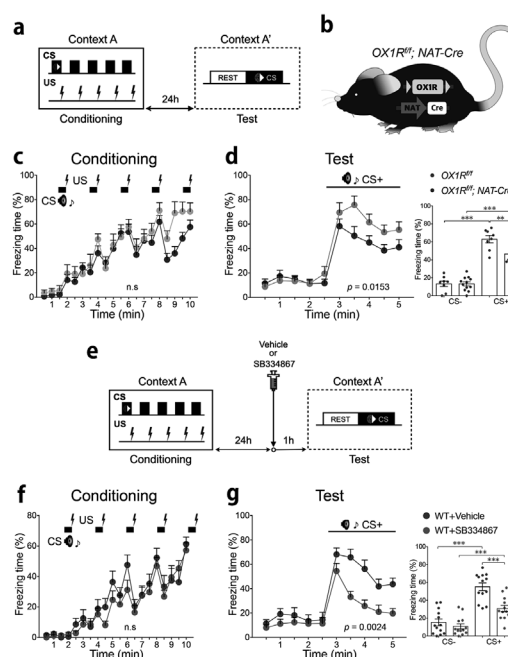 a
Context A
Context A'
CS
US
REST
CS
24h
Conditioning
Test
b
OX1R^f/f; NAT-Cre
OX1R
NAT
Cre
c
Conditioning
US
CS
Freezing time (%)
100
80
60
40
20
0
n.s
1 2 3 4 5 6 7 8 9 10
Time (min)
d
Test
CS+
Freezing time (%)
100
80
60
40
20
0
p = 0.0153
1 2 3 4 5
Time (min)
OX1R^f/f
OX1R^f/f; NAT-Cre
***
*** **
Freezing time (%)
100
80
60
40
20
0
CS- CS+
e
Vehicle
or
SB334867
Context A
Context A'
CS
US
REST
CS
24h
1h
Conditioning
Test
f
Conditioning
US
CS
Freezing time (%)
80
60
40
20
0
n.s
1 2 3 4 5 6 7 8 9 10
Time (min)
g
Test
CS+
Freezing time (%)
100
80
60
40
20
0
p = 0.0024
1 2 3 4 5
Time (min)
WT+Vehicle
WT+SB334867
***
***
***
Freezing time (%)
100
80
60
40
20
0
CS- CS+